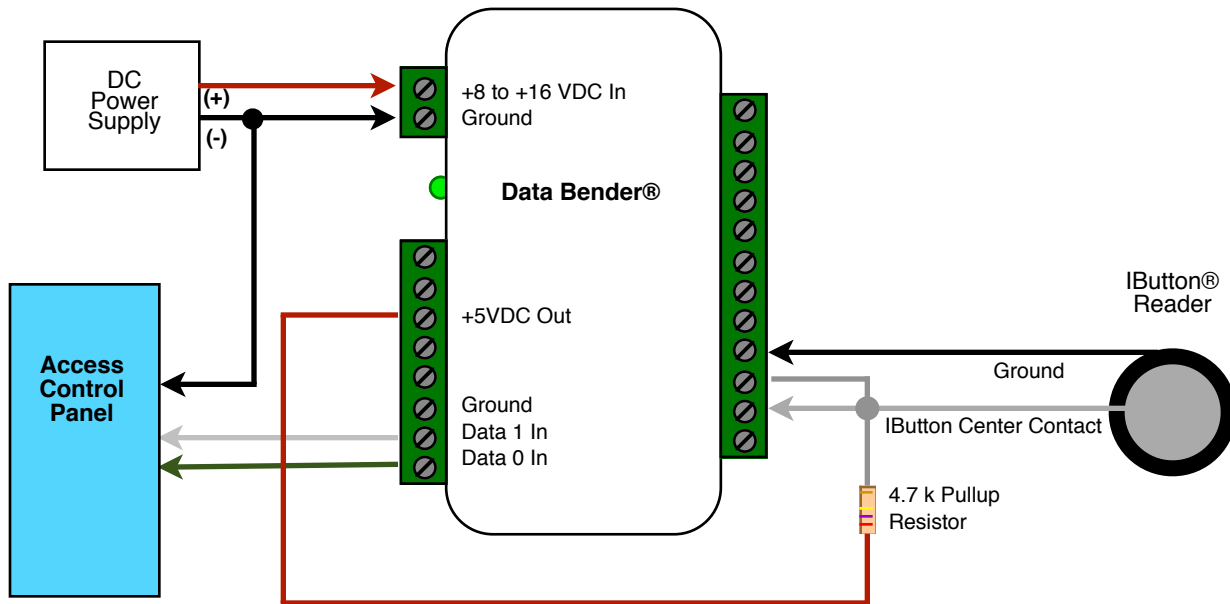 DC
Power
Supply
(+)
(-)
+8 to +16 VDC In
Ground
Data Bender®
+5VDC Out
Ground
Data 1 In
Data 0 In
Access
Control
Panel
IButton®
Reader
Ground
IButton Center Contact
4.7 k Pullup
Resistor